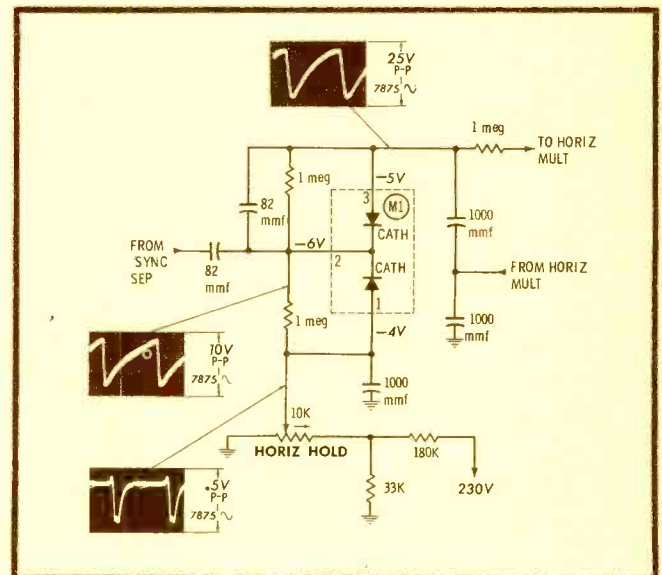 25V
P-P
7875 ∿
1 meg
TO HORIZ
MULT
1 meg
-5V
3
M1
82
mmf
CATH
1000
mmf
FROM
SYNC
SEP
-6V
2
82
mmf
CATH
FROM HORIZ
MULT
1 meg
1
-4V
1000
mmf
10V
P-P
7875 ∿
1000
mmf
10K
HORIZ HOLD
180K
.5V
P-P
7875 ∿
33K
230V